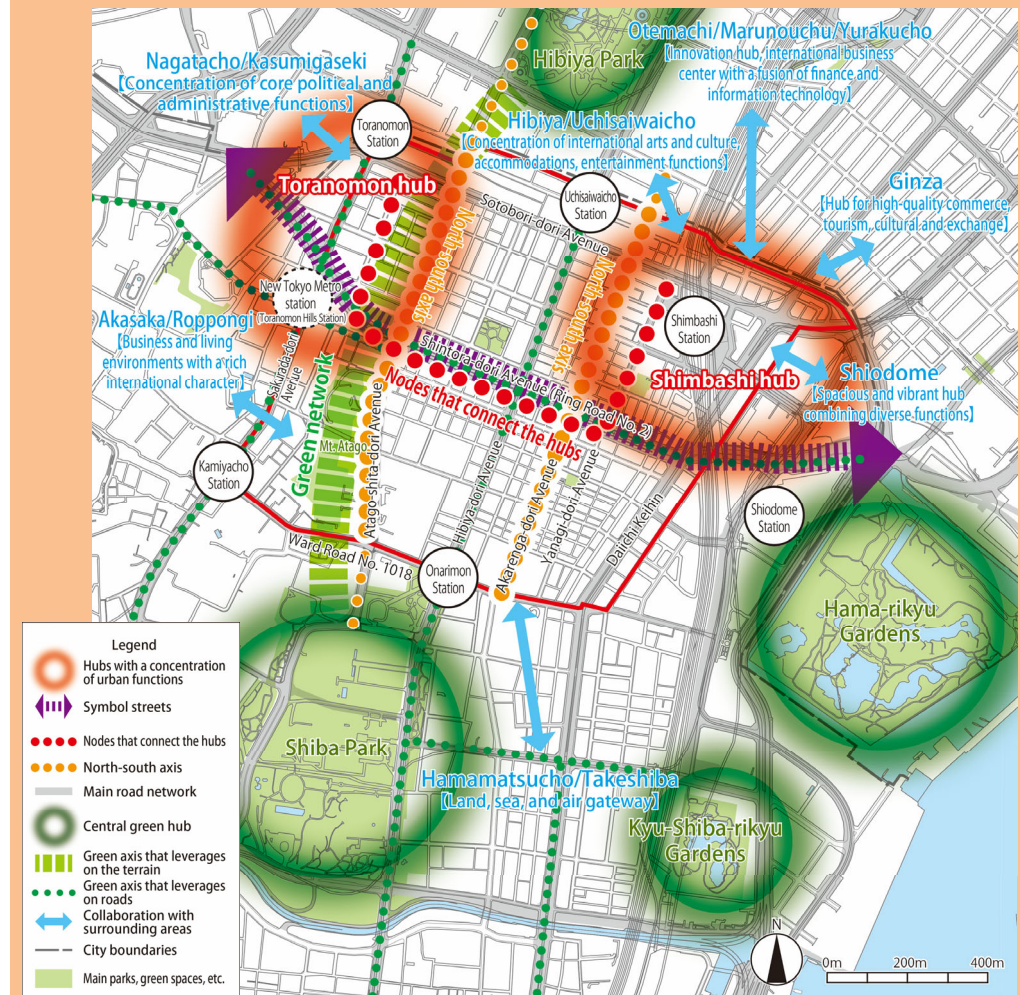 Otemachi/Marunouchu/Yurakucho
【Innovation hub, international business
center with a fusion of finance and
information technology】
Hibiya Park
Nagatacho/Kasumigaseki
【Concentration of core political and
administrative functions】
Toranomon
Station
Hibiya/Uchisaiwaicho
【Concentration of international arts and culture,
accommodations, entertainment functions】
Toranomon hub
Uchisaiwaicho
Station
Ginza
【Hub for high-quality commerce,
tourism, cultural and exchange】
Sotobori-dori Avenue
North-south axis
North-south axis
New Tokyo Metro
station
(Toranomon Hills Station)
Shimbashi
Station
Akasaka/Roppongi
【Business and living
environments with a rich
international character】
Sakurada-dori
Averue
Shintora-dori Avenue (Ring Road No. 2)
Nodes that connect the hubs
Shimbashi hub
Shiodome
【Spacious and vibrant hub
combining diverse functions】
Green network
Mt. Atago
Atago-shita-dori Avenue
Hibiya-dori Avenue
Akarenga-dori Avenue
Yanagi-dori Avenue
Daiichi-Keihin
Kamiyacho
Station
Shiodome
Station
Ward Road No. 1018
Onarimon
Station
Hama-rikyu
Gardens
Shiba Park
Hamamatsucho/Takeshiba
【Land, sea, and air gateway】
Kyu-Shiba-rikyu
Gardens
Legend
Hubs with a concentration
of urban functions
Symbol streets
Nodes that connect the hubs
North-south axis
Main road network
Central green hub
Green axis that leverages
on the terrain
Green axis that leverages
on roads
Collaboration with
surrounding areas
City boundaries
Main parks, green spaces, etc.
N
0m 200m 400m